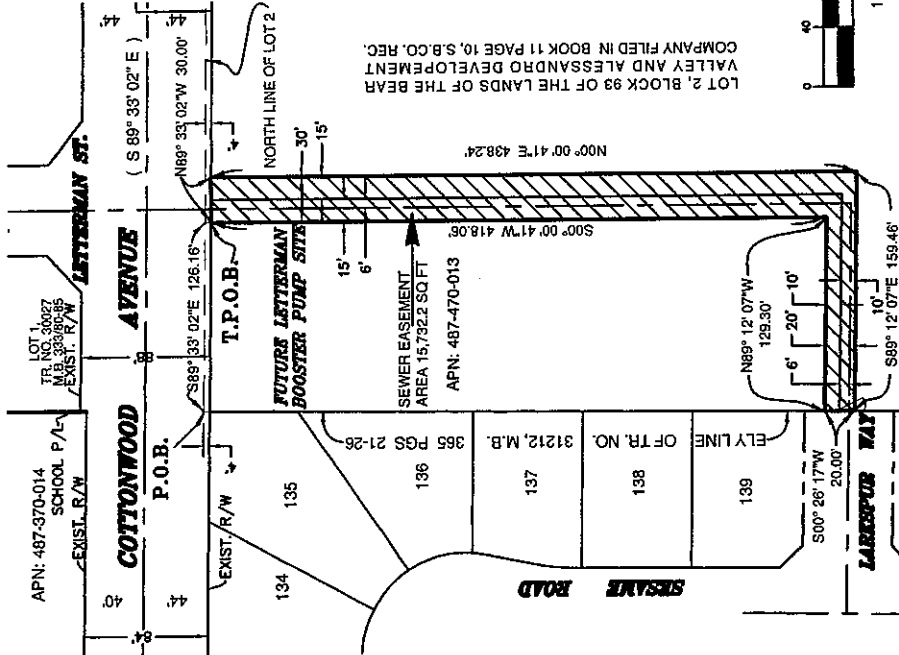 APN: 487-370-014
SCHOOL P/L
EXIST. R/W
LOT 1,
TR. NO. 30027
M.B. 333/80-85
EXIST. R/W
LETTERMAN ST.
44'
44'
40'
44'
84'
88'
COTTONWOOD AVENUE
( S 89° 33' 02" E )
P.O.B.
4'
S89° 33' 02"E 126.16'
T.P.O.B.
N89° 33' 02"W 30.00'
4'
NORTH LINE OF LOT 2
EXIST. R/W
134
135
136
137
138
139
365 PGS 21-26
31212, M.B.
OF TR. NO.
ELY LINE
FUTURE LETTERMAN
BOOSTER PUMP SITE
30'
15'
15'
6'
SEWER EASEMENT
AREA 15,732.2 SQ FT
APN: 487-470-013
S00° 00' 41"W 418.06'
N00° 00' 41"E 438.24'
LOT 2, BLOCK 93 OF THE LANDS OF THE BEAR
VALLEY AND ALESSANDRO DEVELOPEMENT
COMPANY FILED IN BOOK 11 PAGE 10, S.B.CO. REC.
40
0
1
SESAME ROAD
N89° 12' 07"W
129.30'
6'
20'
10'
10'
S00° 26' 17"W
20.00'
S89° 12' 07"E 159.46'
LARKSPUR WAY